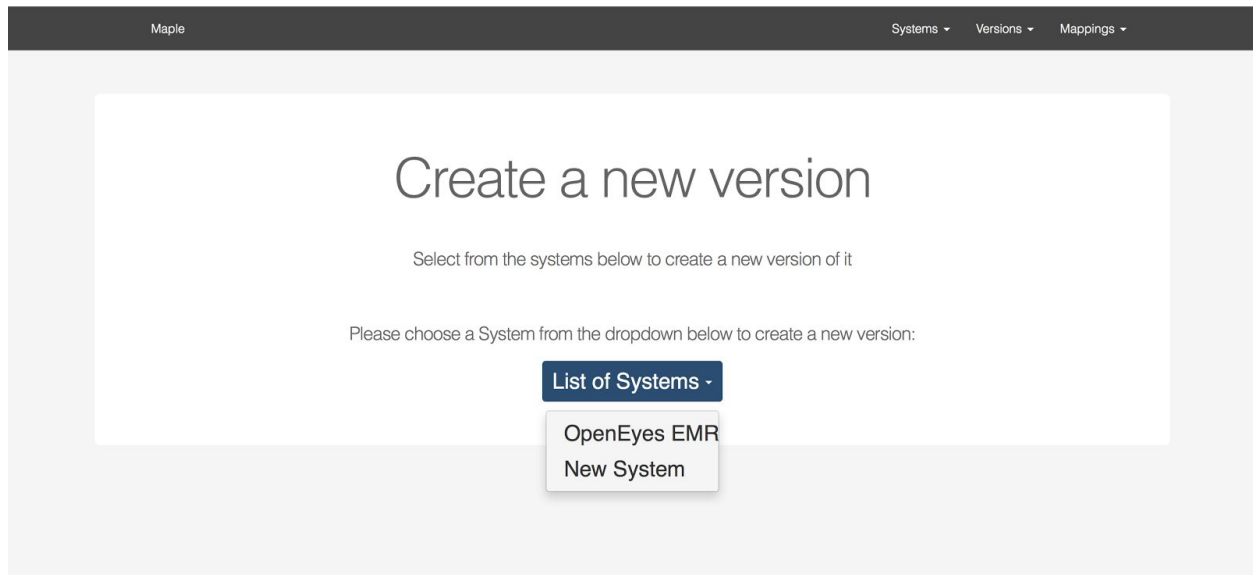 Maple Systems Versions Mappings
Create a new version
Select from the systems below to create a new version of it
Please choose a System from the dropdown below to create a new version:
List of Systems
OpenEyes EMR
New System